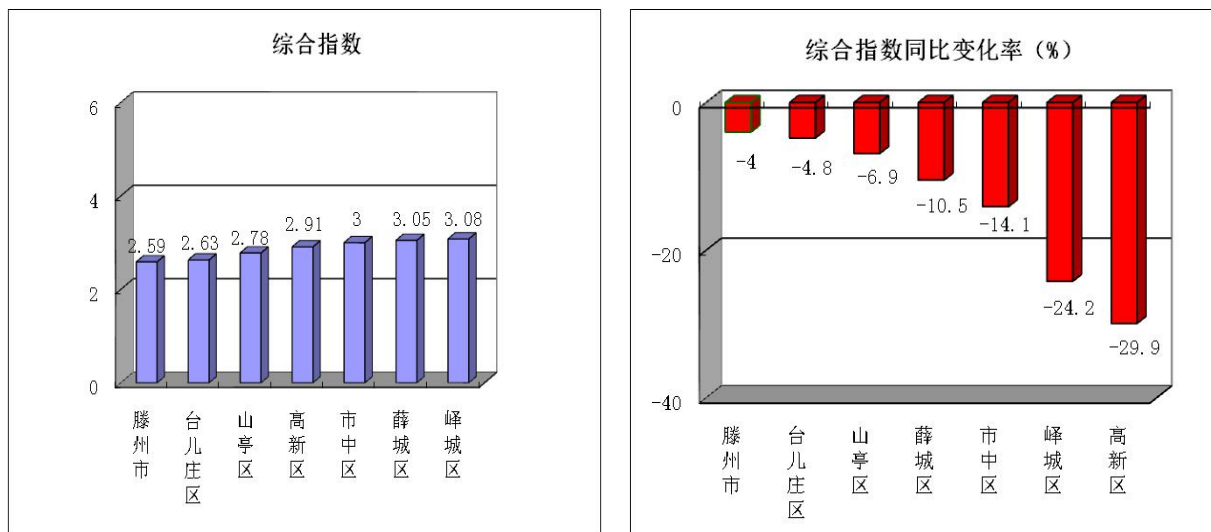 综合指数
6
4
2
0
2.59
2.63
2.78
2.91
3
3.05
3.08
滕州市
台儿庄区
山亭区
高新区
市中区
薛城区
峄城区
综合指数同比变化率（%）
0
-20
-40
-4
-4.8
-6.9
-10.5
-14.1
-24.2
-29.9
滕州市
台儿庄区
山亭区
薛城区
市中区
峄城区
高新区